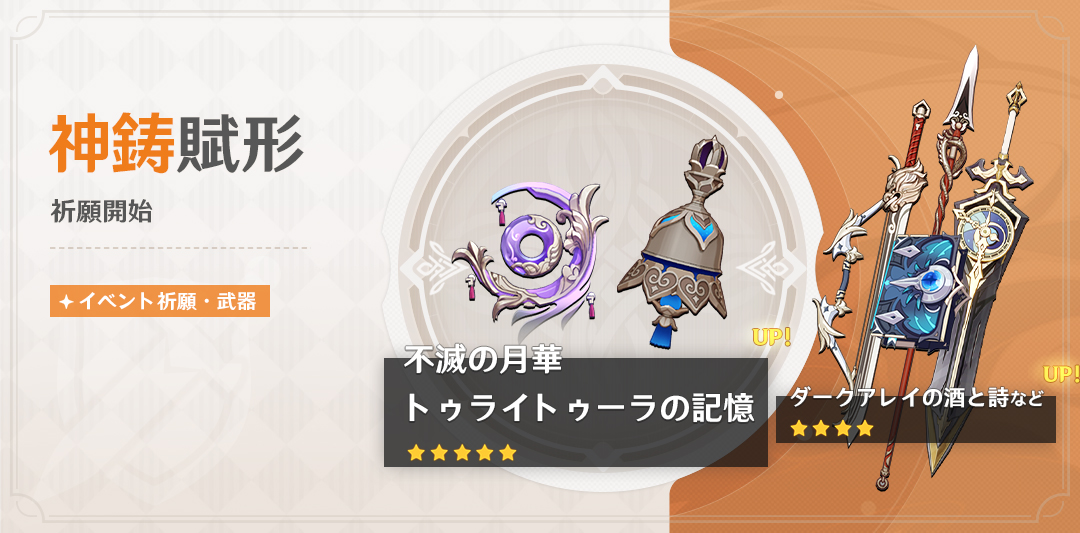 神鋳賦形
祈願開始
イベント祈願・武器
UP!
不滅の月華
トゥライトゥーラの記憶
UP!
ダークアレイの酒と詩など